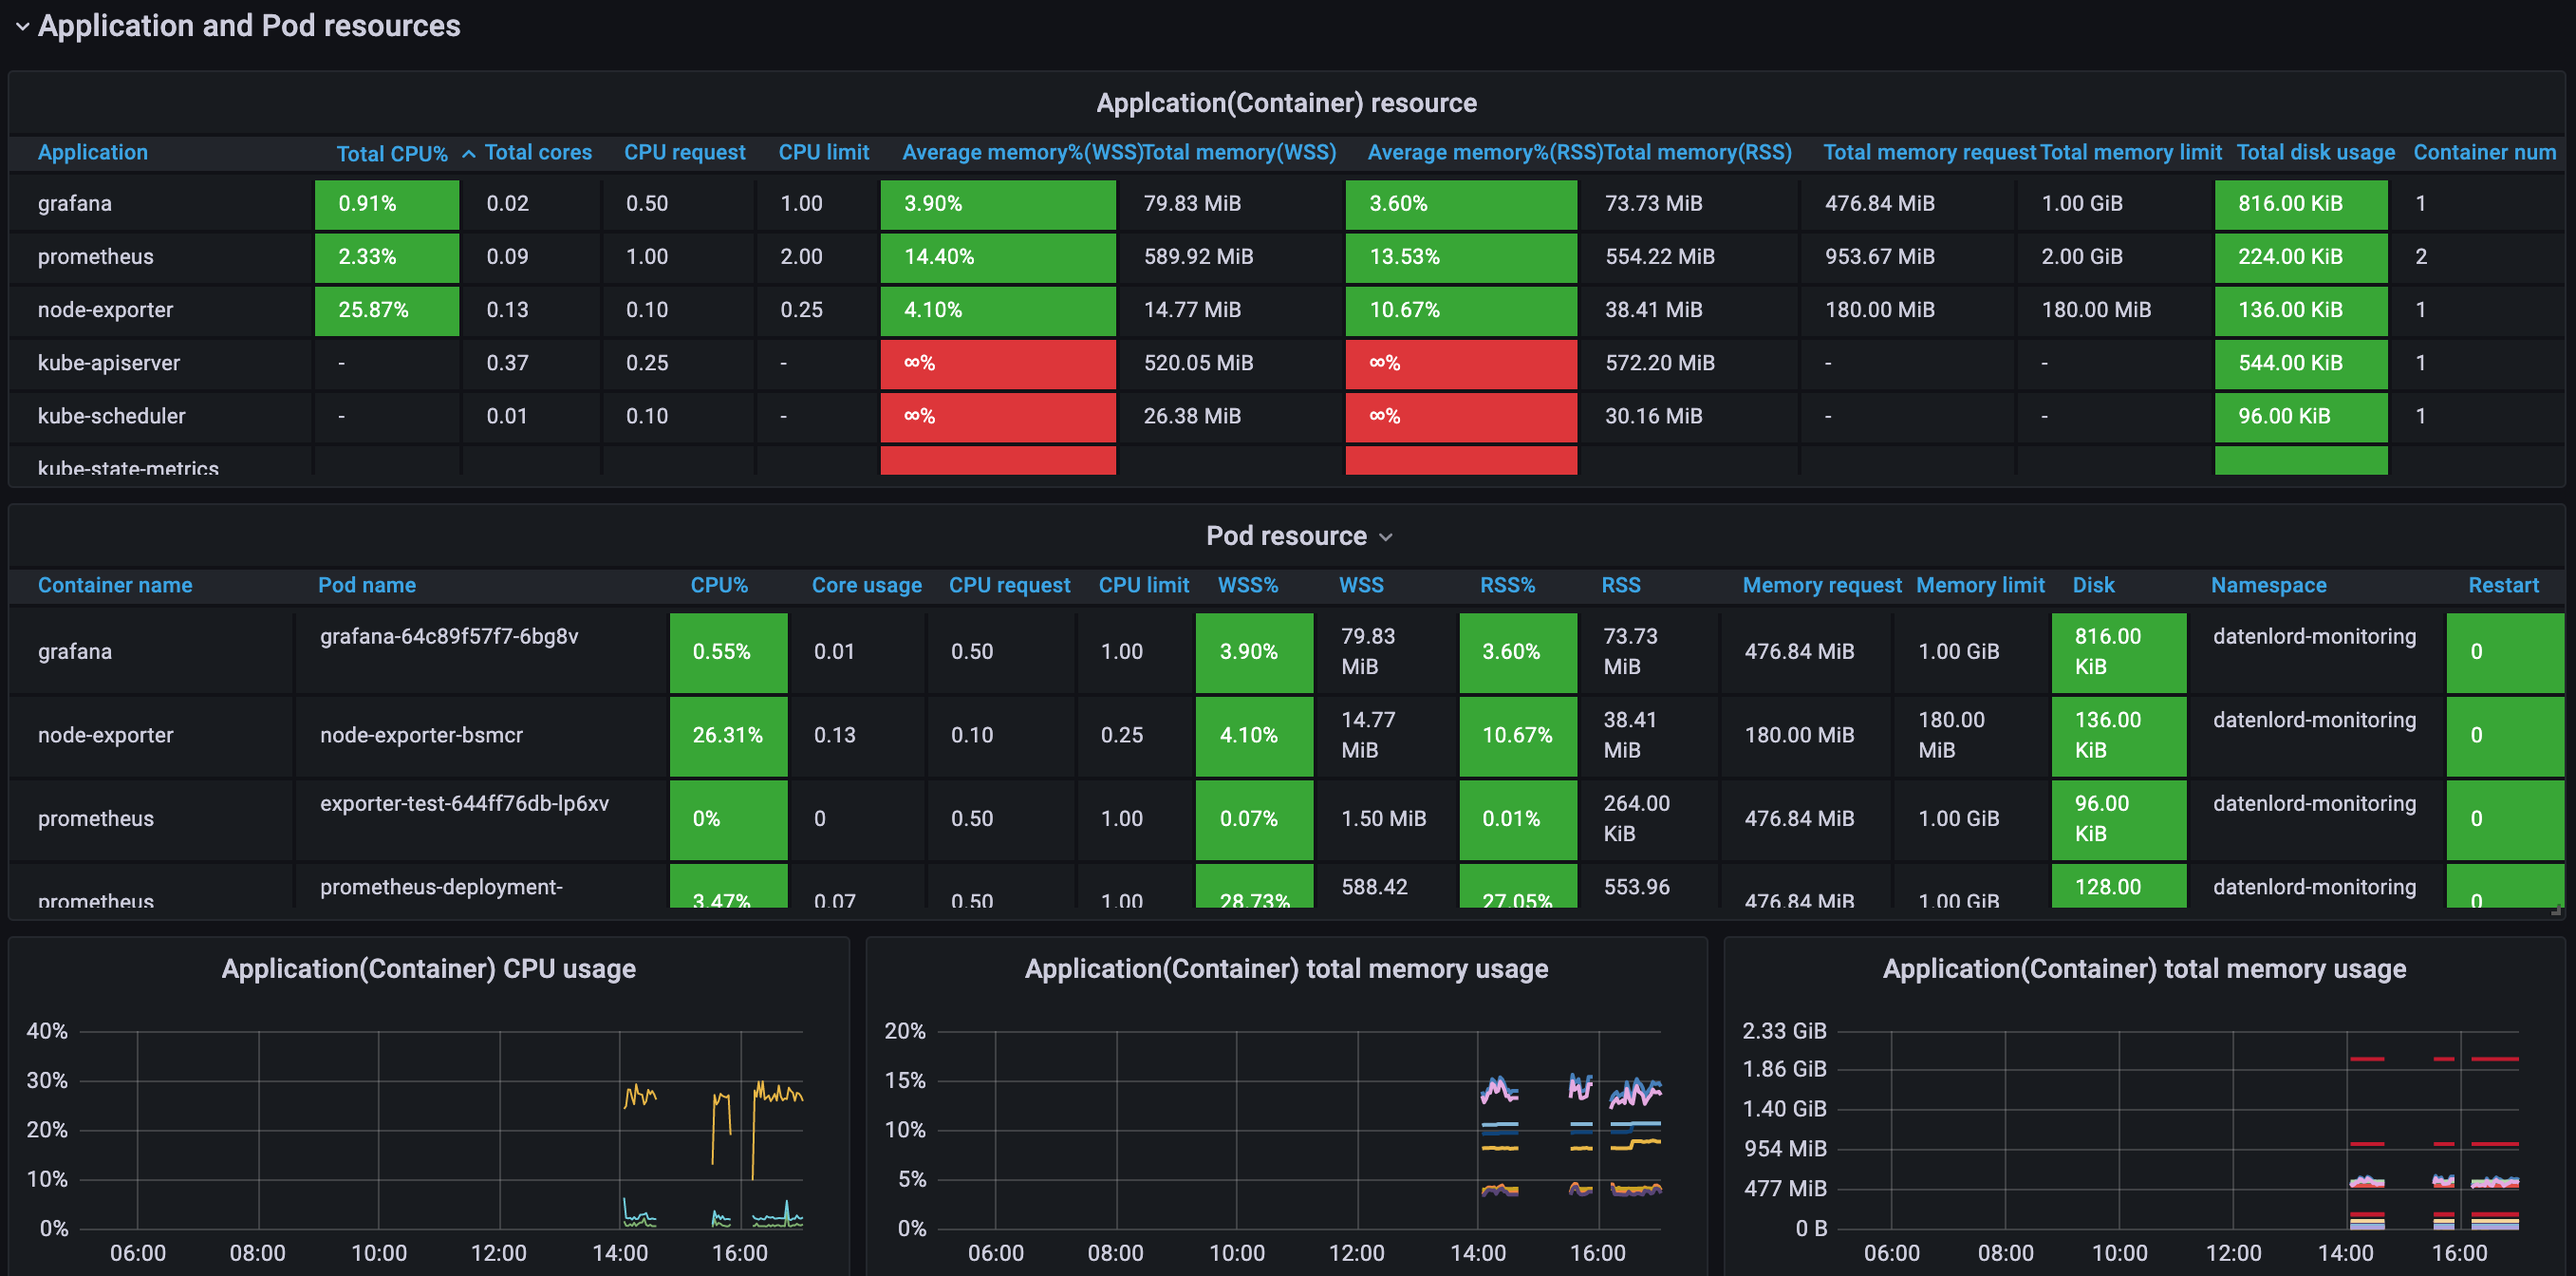 Application and Pod resources
Applcation(Container) resource
Application Total CPU% Total cores CPU request CPU limit Average memory%(WSS) Total memory(WSS) Average memory%(RSS) Total memory(RSS) Total memory request Total memory limit Total disk usage Container num
grafana 0.91% 0.02 0.50 1.00 3.90% 79.83 MiB 3.60% 73.73 MiB 476.84 MiB 1.00 GiB 816.00 KiB 1
prometheus 2.33% 0.09 1.00 2.00 14.40% 589.92 MiB 13.53% 554.22 MiB 953.67 MiB 2.00 GiB 224.00 KiB 2
node-exporter 25.87% 0.13 0.10 0.25 4.10% 14.77 MiB 10.67% 38.41 MiB 180.00 MiB 180.00 MiB 136.00 KiB 1
kube-apiserver - 0.37 0.25 - ∞% 520.05 MiB ∞% 572.20 MiB - - 544.00 KiB 1
kube-scheduler - 0.01 0.10 - ∞% 26.38 MiB ∞% 30.16 MiB - - 96.00 KiB 1
kube-state-metrics
Pod resource
Container name Pod name CPU% Core usage CPU request CPU limit WSS% WSS RSS% RSS Memory request Memory limit Disk Namespace Restart
grafana grafana-64c89f57f7-6bg8v 0.55% 0.01 0.50 1.00 3.90% 79.83 MiB 3.60% 73.73 MiB 476.84 MiB 1.00 GiB 816.00 KiB datenlord-monitoring 0
node-exporter node-exporter-bsmcr 26.31% 0.13 0.10 0.25 4.10% 14.77 MiB 10.67% 38.41 MiB 180.00 MiB 180.00 MiB 136.00 KiB datenlord-monitoring 0
prometheus exporter-test-644ff76db-lp6xv 0% 0 0.50 1.00 0.07% 1.50 MiB 0.01% 264.00 KiB 476.84 MiB 1.00 GiB 96.00 KiB datenlord-monitoring 0
prometheus prometheus-deployment- 3.47% 0.07 0.50 1.00 28.73% 588.42 27.05% 553.96 476.84 MiB 1.00 GiB 128.00 datenlord-monitoring 0
Application(Container) CPU usage
40%
30%
20%
10%
0%
06:00 08:00 10:00 12:00 14:00 16:00
Application(Container) total memory usage
20%
15%
10%
5%
0%
06:00 08:00 10:00 12:00 14:00 16:00
Application(Container) total memory usage
2.33 GiB
1.86 GiB
1.40 GiB
954 MiB
477 MiB
0 B
06:00 08:00 10:00 12:00 14:00 16:00